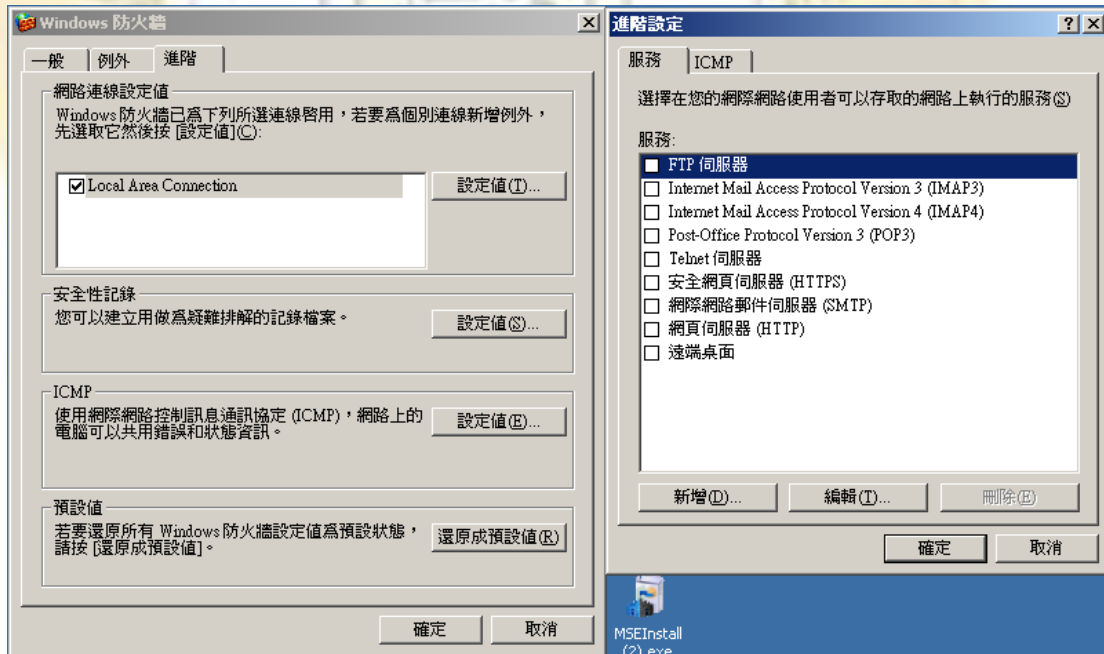 Windows 防火牆
一般
例外
進階
網路連線設定值
Windows 防火牆已為下列所選連線啓用，若要為個別連線新增例外，
先選取它然後按 [設定值](C):
Local Area Connection
設定值(T)...
安全性記錄
您可以建立用做為疑難排解的記錄檔案。
設定值(S)...
ICMP
使用網際網路控制訊息通訊協定 (ICMP)，網路上的
電腦可以共用錯誤和狀態資訊。
設定值(E)...
預設值
若要還原所有 Windows 防火牆設定值為預設狀態，
請按 [還原成預設值]。
還原成預設值(R)
確定
取消
進階設定
服務
ICMP
選擇在您的網際網路使用者可以存取的網路上執行的服務(S)
服務:
FTP 伺服器
Internet Mail Access Protocol Version 3 (IMAP3)
Internet Mail Access Protocol Version 4 (IMAP4)
Post-Office Protocol Version 3 (POP3)
Telnet 伺服器
安全網頁伺服器 (HTTPS)
網際網路郵件伺服器 (SMTP)
網頁伺服器 (HTTP)
遠端桌面
新增(D)...
編輯(T)...
刪除(E)
確定
取消
MSEInstall
(2).exe